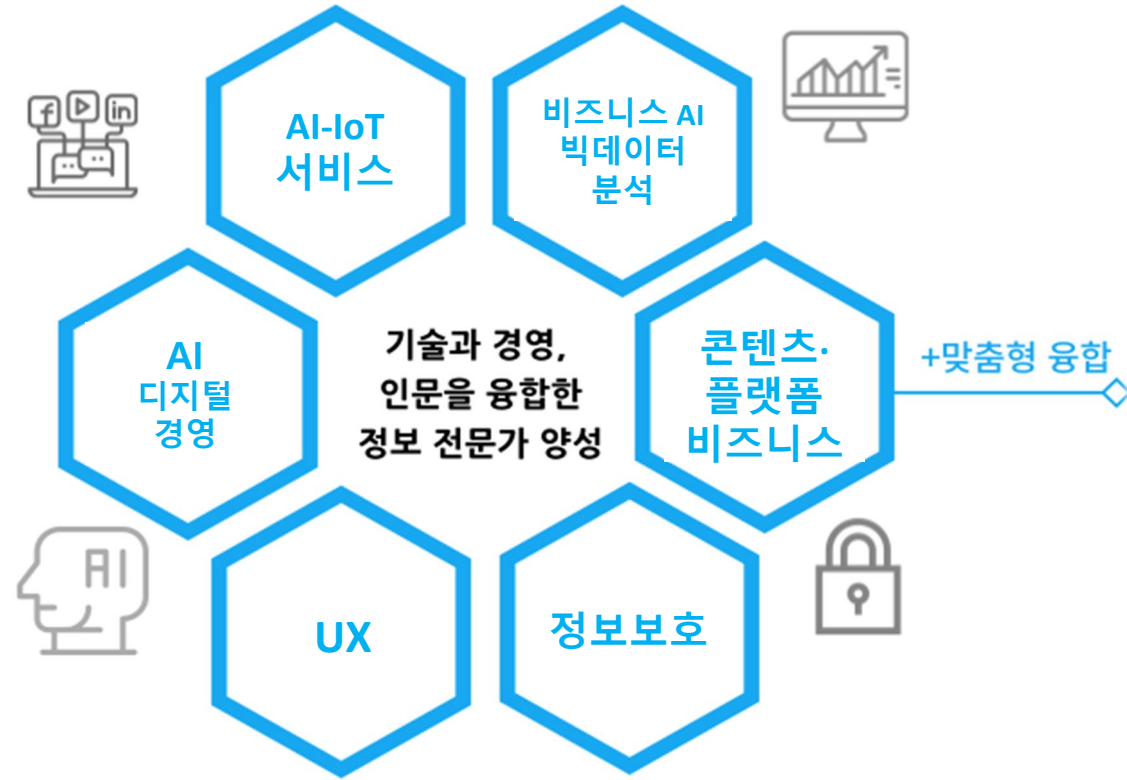 AI-IoT
서비스
비즈니스 AI
빅데이터
분석
f
in
AI
디지털
경영
기술과 경영,
인문을 융합한
정보 전문가 양성
콘텐츠·
플랫폼
비즈니스
+맞춤형 융합
AI
UX
정보보호